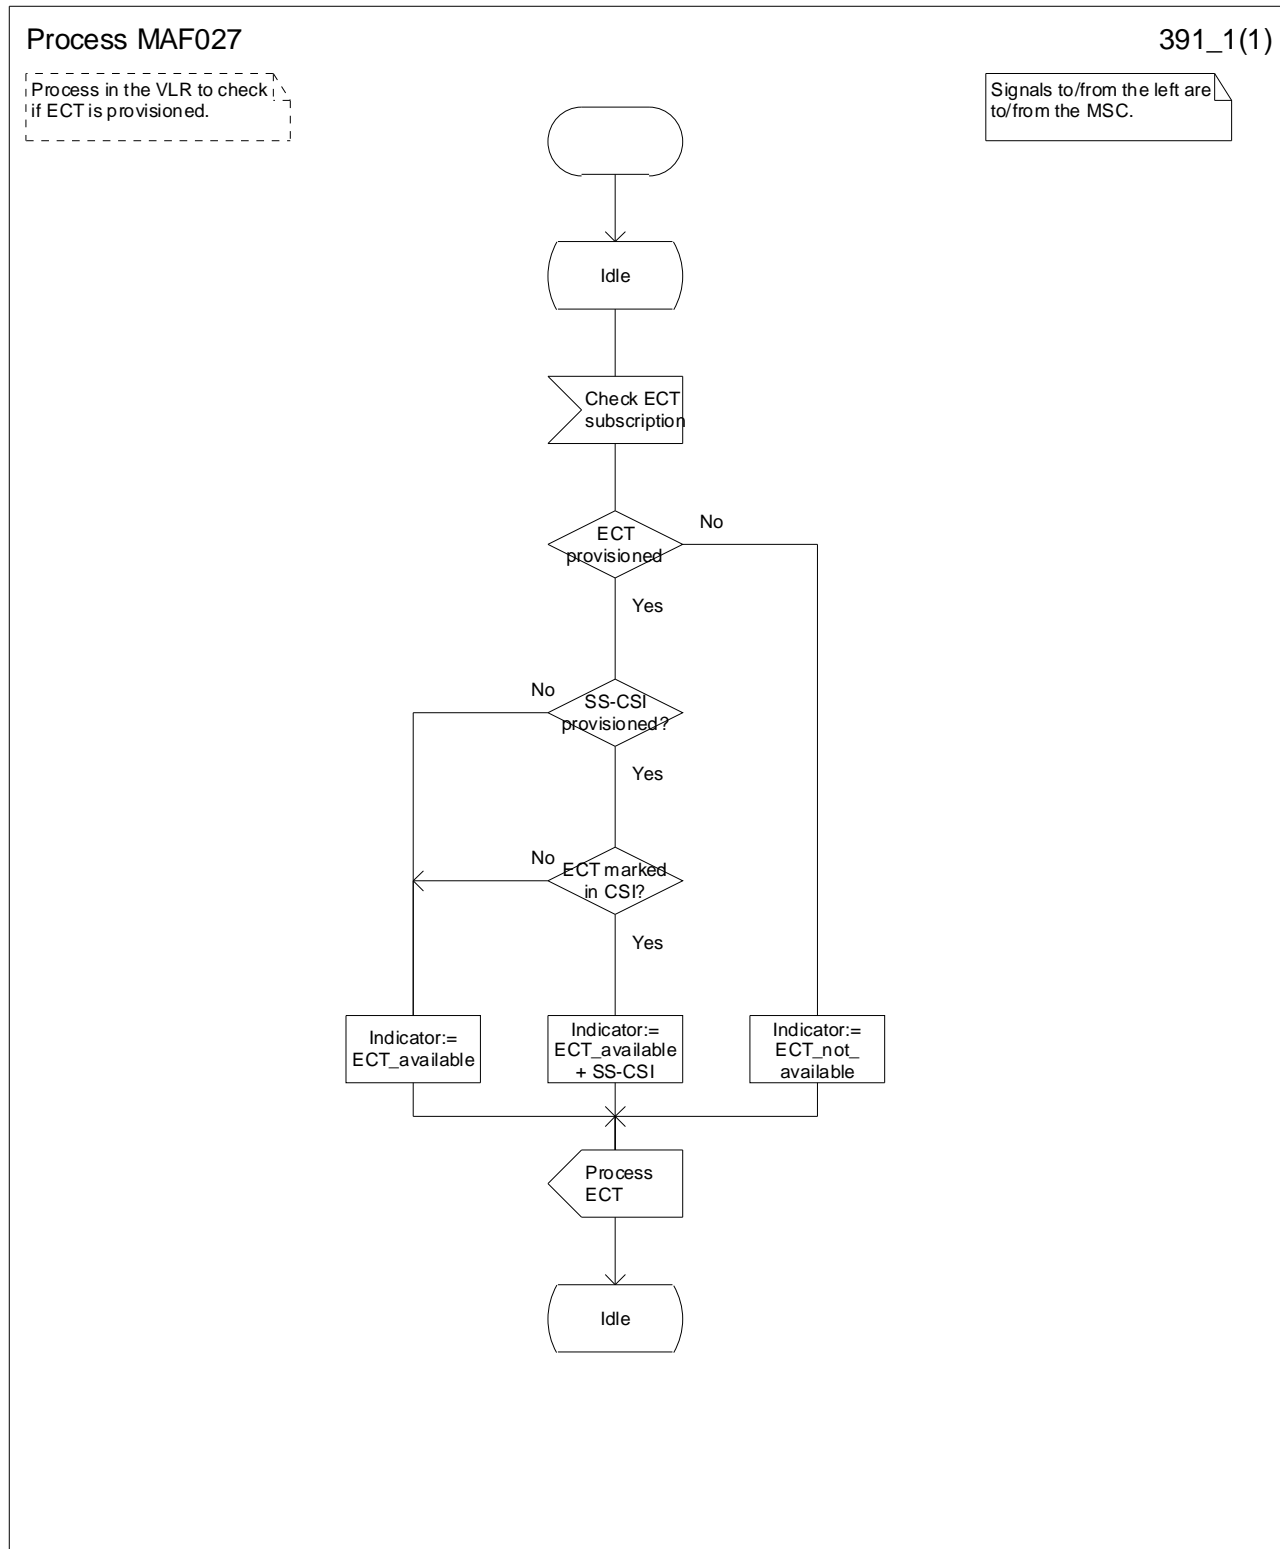 Process MAF027
391_1(1)
Process in the VLR to check
if ECT is provisioned.
Signals to/from the left are
to/from the MSC.
Idle
Check ECT
subscription
ECT
provisioned
No
Yes
SS-CSI
provisioned?
No
Yes
ECT marked
in CSI?
No
Yes
Indicator:=
ECT_available
Indicator:=
ECT_available
+ SS-CSI
Indicator:=
ECT_not_
available
Process
ECT
Idle